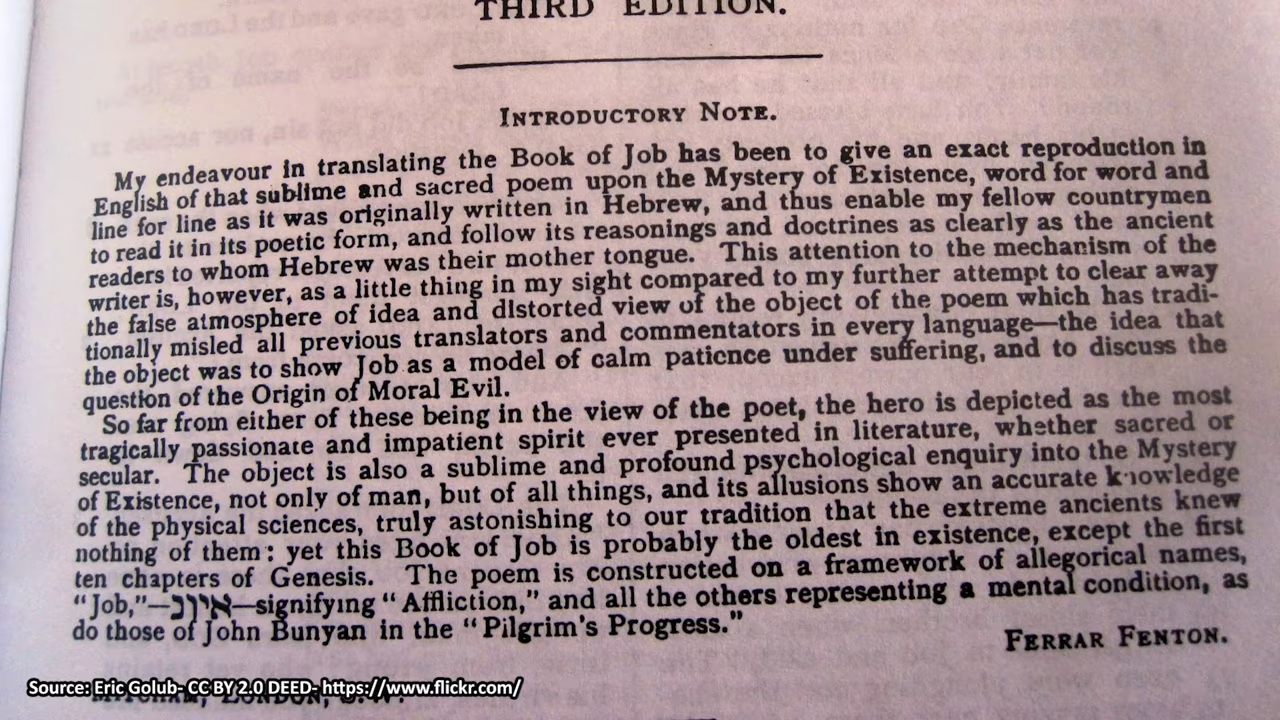 THIRD EDITION.
INTRODUCTORY NOTE.
My endeavour in translating the Book of Job has been to give an exact reproduction in
English of that sublime and sacred poem upon the Mystery of Existence, word for word and
line for line as it was originally written in Hebrew, and thus enable my fellow countrymen
to read it in its poetic form, and follow its reasonings and doctrines as clearly as the ancient
readers to whom Hebrew was their mother tongue. This attention to the mechanism of the
writer is, however, as a little thing in my sight compared to my further attempt to clear away
the false atmosphere of idea and distorted view of the object of the poem which has tradi-
tionally misled all previous translators and commentators in every language—the idea that
the object was to show Job as a model of calm patience under suffering, and to discuss the
question of the Origin of Moral Evil.
So far from either of these being in the view of the poet, the hero is depicted as the most
tragically passionate and impatient spirit ever presented in literature, whether sacred or
secular. The object is also a sublime and profound psychological enquiry into the Mystery
of Existence, not only of man, but of all things, and its allusions show an accurate knowledge
of the physical sciences, truly astonishing to our tradition that the extreme ancients knew
nothing of them: yet this Book of Job is probably the oldest in existence, except the first
ten chapters of Genesis. The poem is constructed on a framework of allegorical names,
"Job,"—signifying "Affliction," and all the others representing a mental condition, as
do those of John Bunyan in the "Pilgrim's Progress."
FERRAR FENTON.
Source: Eric Golub- CC BY 2.0 DEED- https://www.flickr.com/